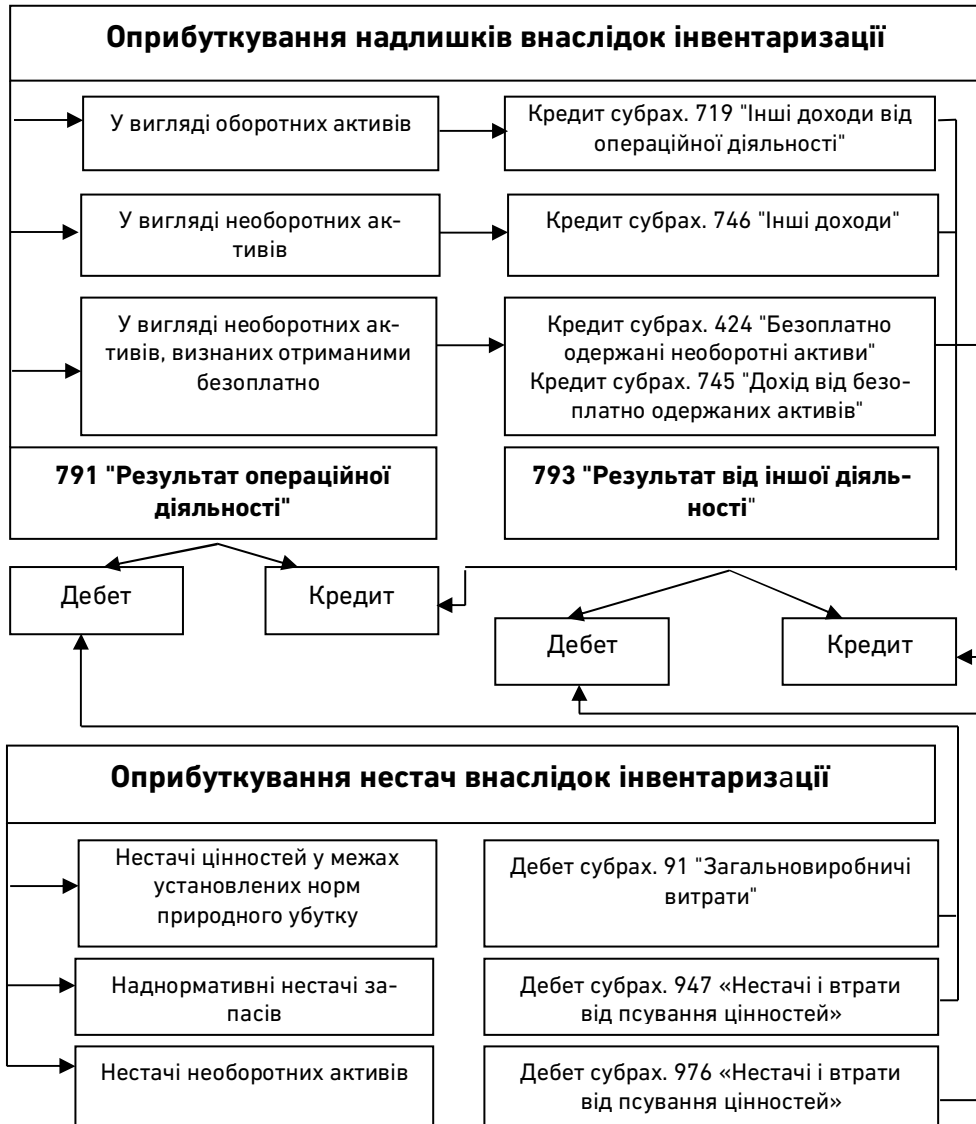 Оприбуткування надлишків внаслідок інвентаризації
У вигляді оборотних активів
Кредит субрах. 719 "Інші доходи від
операційної діяльності"
У вигляді необоротних ак-
тивів
Кредит субрах. 746 "Інші доходи"
У вигляді необоротних ак-
тивів, визнаних отриманими
безоплатно
Кредит субрах. 424 "Безоплатно
одержані необоротні активи"
Кредит субрах. 745 "Дохід від безо-
платно одержаних активів"
791 "Результат операційної
діяльності"
793 "Результат від іншої діяль-
ності"
Дебет
Кредит
Дебет
Кредит
Оприбуткування нестач внаслідок інвентаризації
Нестачі цінностей у межах
установлених норм
природного убутку
Дебет субрах. 91 "Загальновиробничі
витрати"
Наднормативні нестачі за-
пасів
Дебет субрах. 947 «Нестачі і втрати
від псування цінностей»
Нестачі необоротних активів
Дебет субрах. 976 «Нестачі і втрати
від псування цінностей»